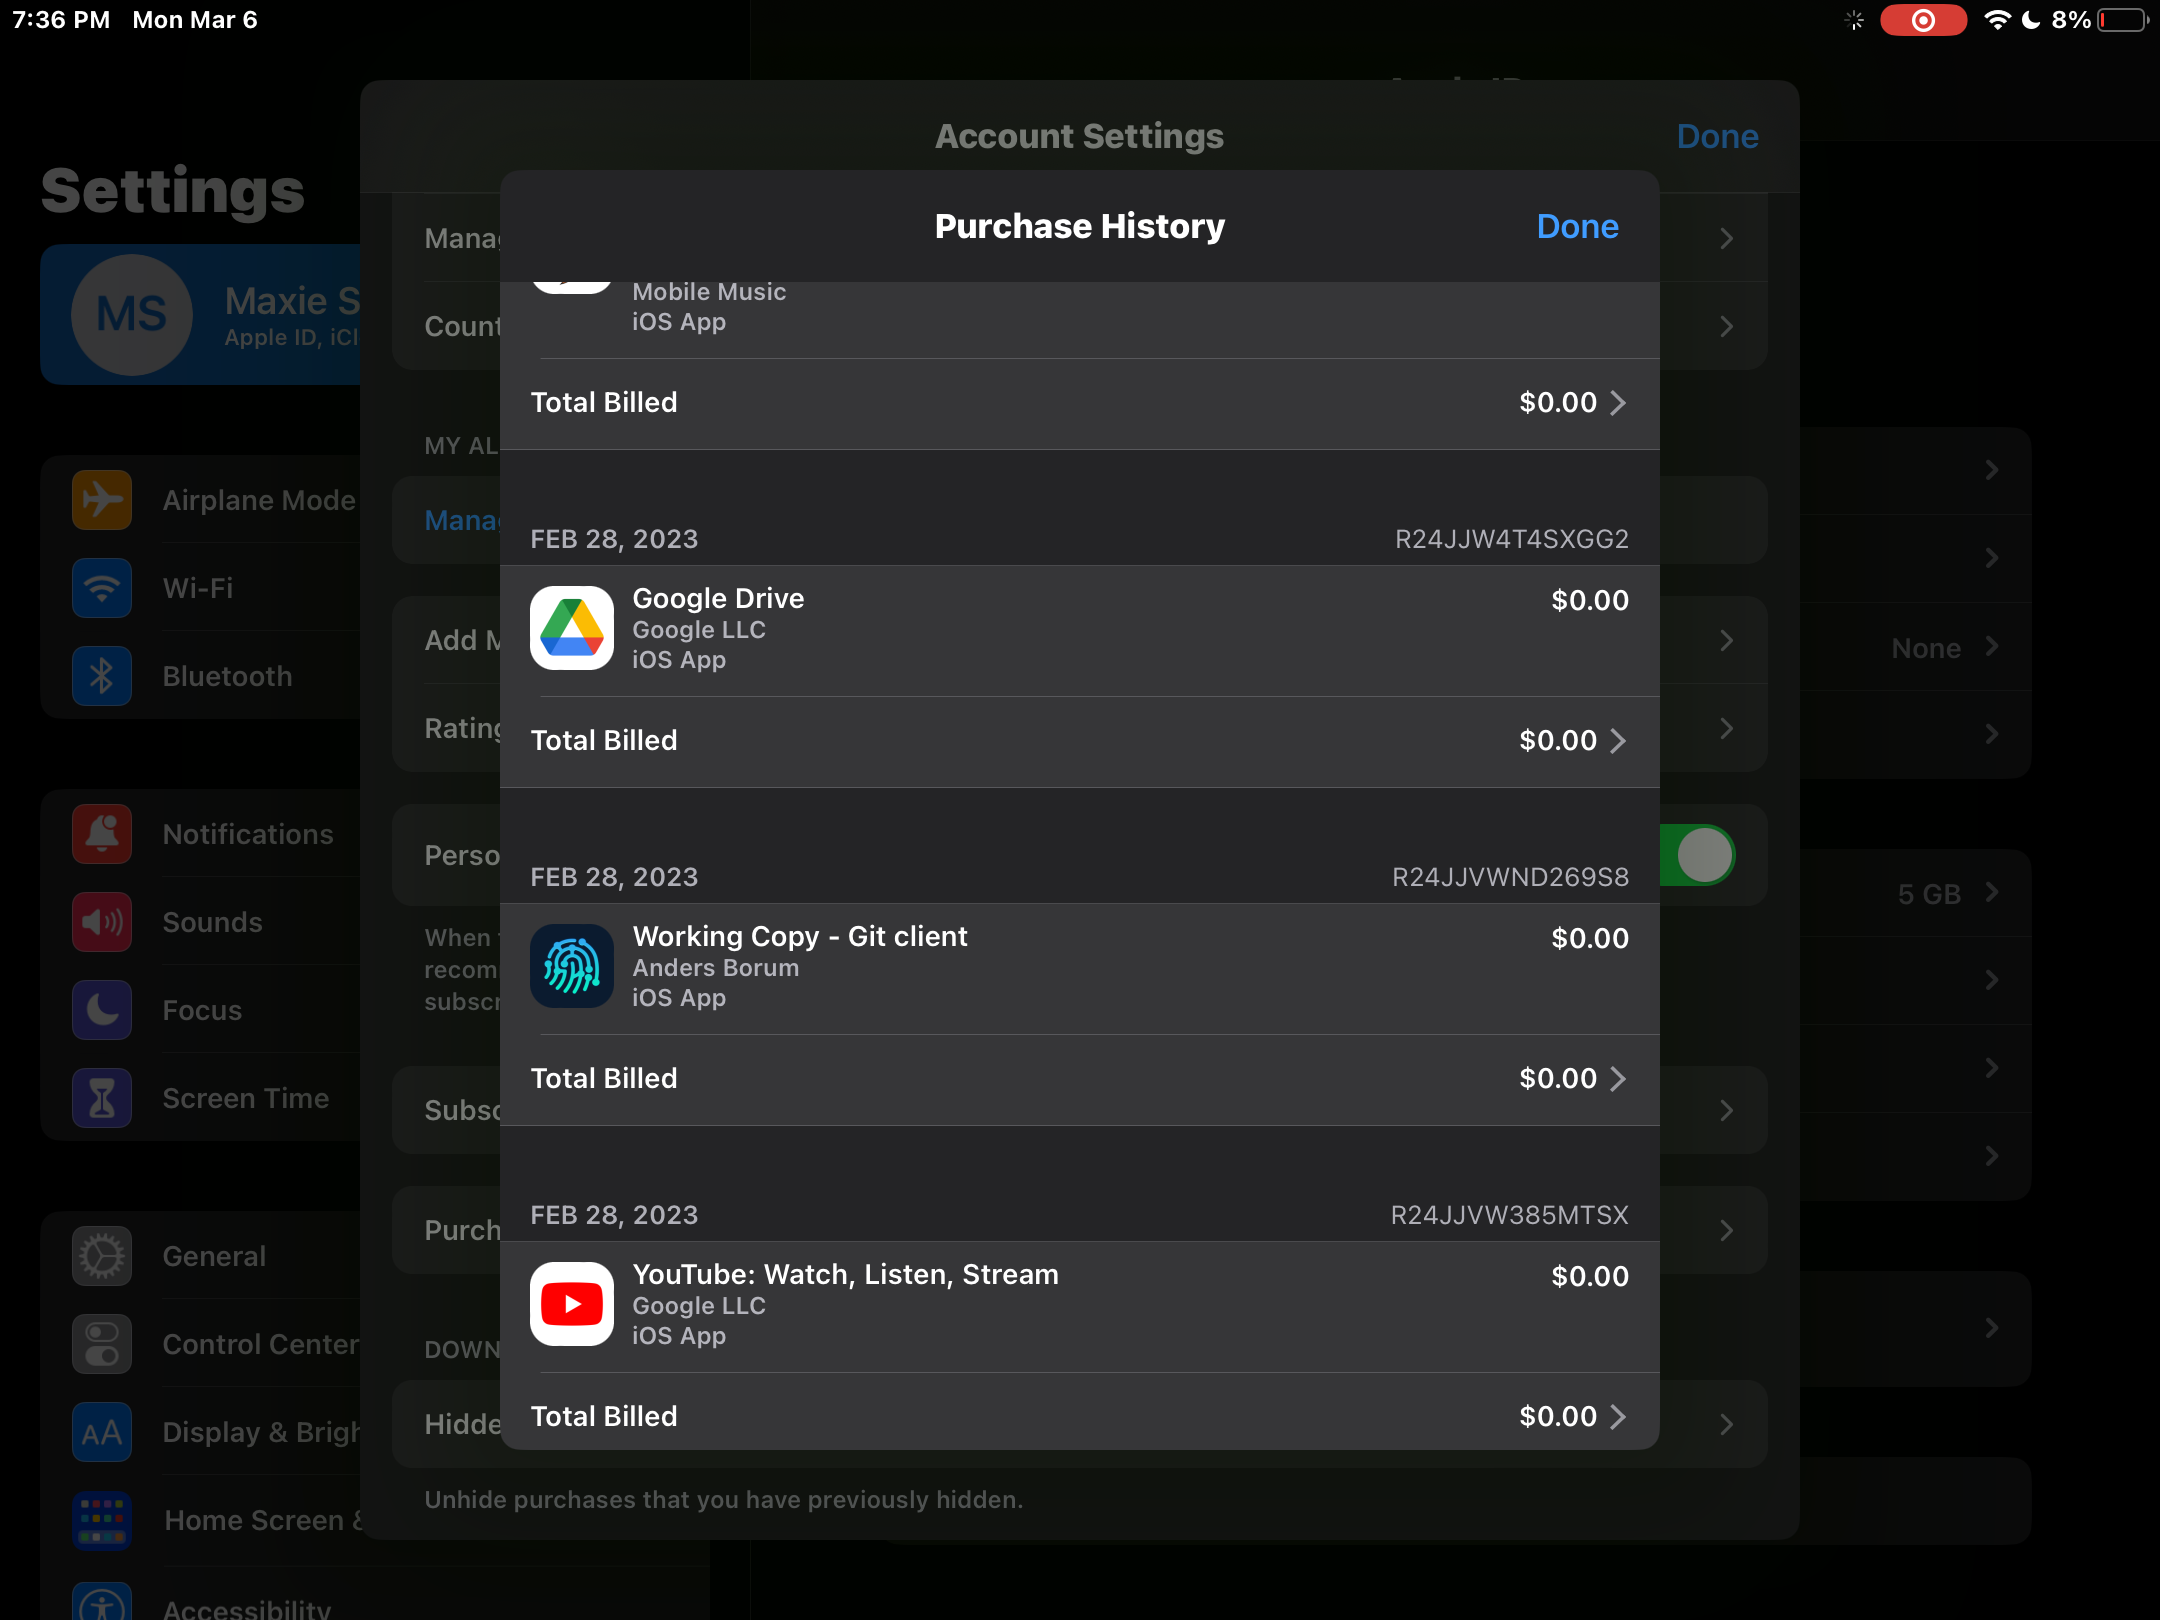 7:36 PM Mon Mar 6
8%
Settings
MS
Maxie S
Apple ID, iCl
Airplane Mode
Wi-Fi
Bluetooth
Notifications
Sounds
Focus
Screen Time
General
Control Center
AA
Display & Brigh
Home Screen &
Accessibility
Account Settings
Done
Mana
Count
MY AL
Mana
Add M
Rating
Perso
When
recom
subscr
Subsc
Purch
DOWN
Hidde
Unhide purchases that you have previously hidden.
None
5 GB
Purchase History
Done
Mobile Music
iOS App
Total Billed $0.00
FEB 28, 2023 R24JJW4T4SXGG2
Google Drive $0.00
Google LLC
iOS App
Total Billed $0.00
FEB 28, 2023 R24JJVWND269S8
Working Copy - Git client $0.00
Anders Borum
iOS App
Total Billed $0.00
FEB 28, 2023 R24JJVW385MTSX
YouTube: Watch, Listen, Stream $0.00
Google LLC
iOS App
Total Billed $0.00